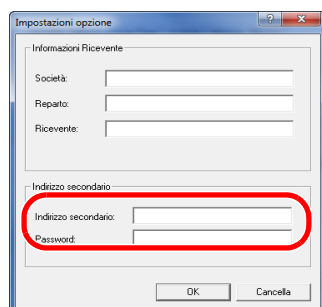 Impostazioni opzione
Informazioni Ricevente
Società:
Reparto:
Ricevente:
Indirizzo secondario
Indirizzo secondario:
Password:
OK Cancella